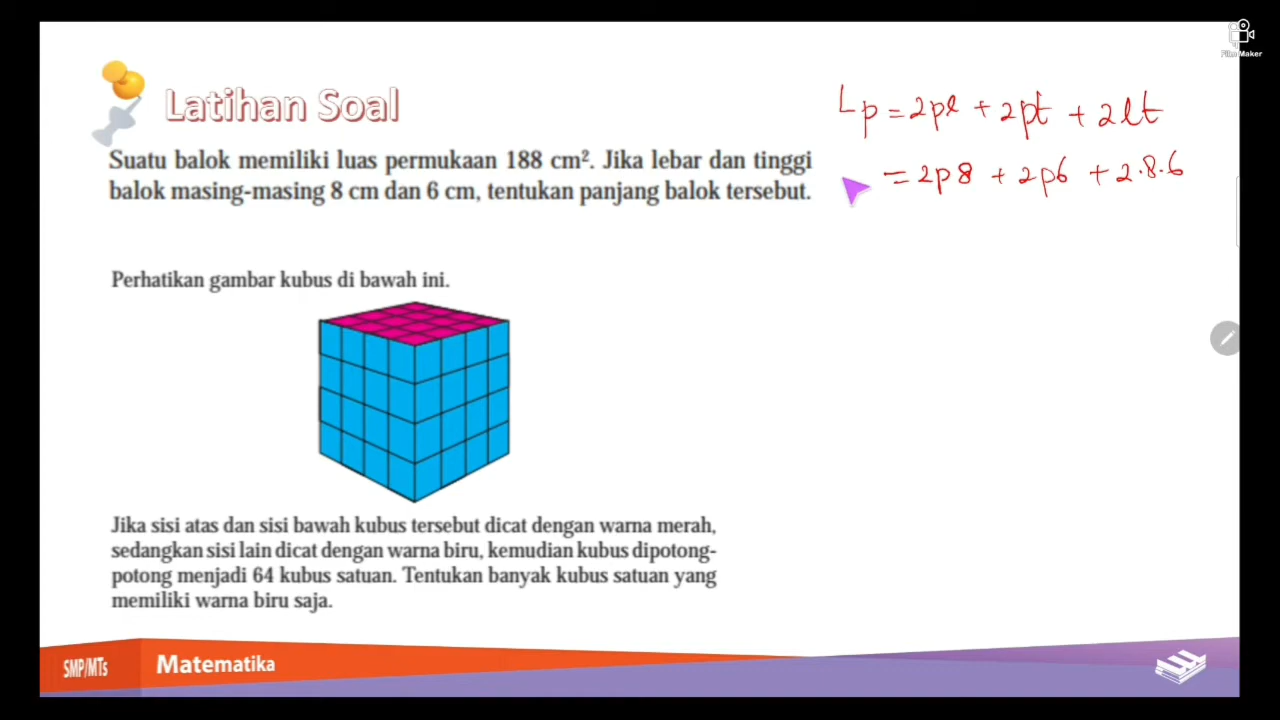 Film Maker
Latihan Soal
Suatu balok memiliki luas permukaan 188 cm². Jika lebar dan tinggi
balok masing-masing 8 cm dan 6 cm, tentukan panjang balok tersebut.
Lp = 2pl + 2pt + 2lt
= 2p8 + 2p6 + 2.8.6
Perhatikan gambar kubus di bawah ini.
Jika sisi atas dan sisi bawah kubus tersebut dicat dengan warna merah,
sedangkan sisi lain dicat dengan warna biru, kemudian kubus dipotong-
potong menjadi 64 kubus satuan. Tentukan banyak kubus satuan yang
memiliki warna biru saja.
SMP/MTs
Matematika